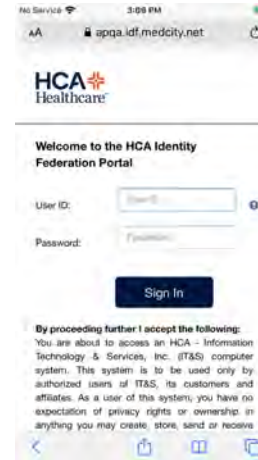 No Service 3:08 PM
AA apqa.idf.medcity.net
HCA
Healthcare
Welcome to the HCA Identity
Federation Portal
User ID:
User ID
Password:
Password
Sign In
By proceeding further I accept the following:
You are about to access an HCA - Information
Technology & Services, Inc. (IT&S) computer
system. This system is to be used only by
authorized users of IT&S, its customers and
affiliates. As a user of this system, you have no
expectation of privacy rights or ownership in
anything you may create, store, send or receive